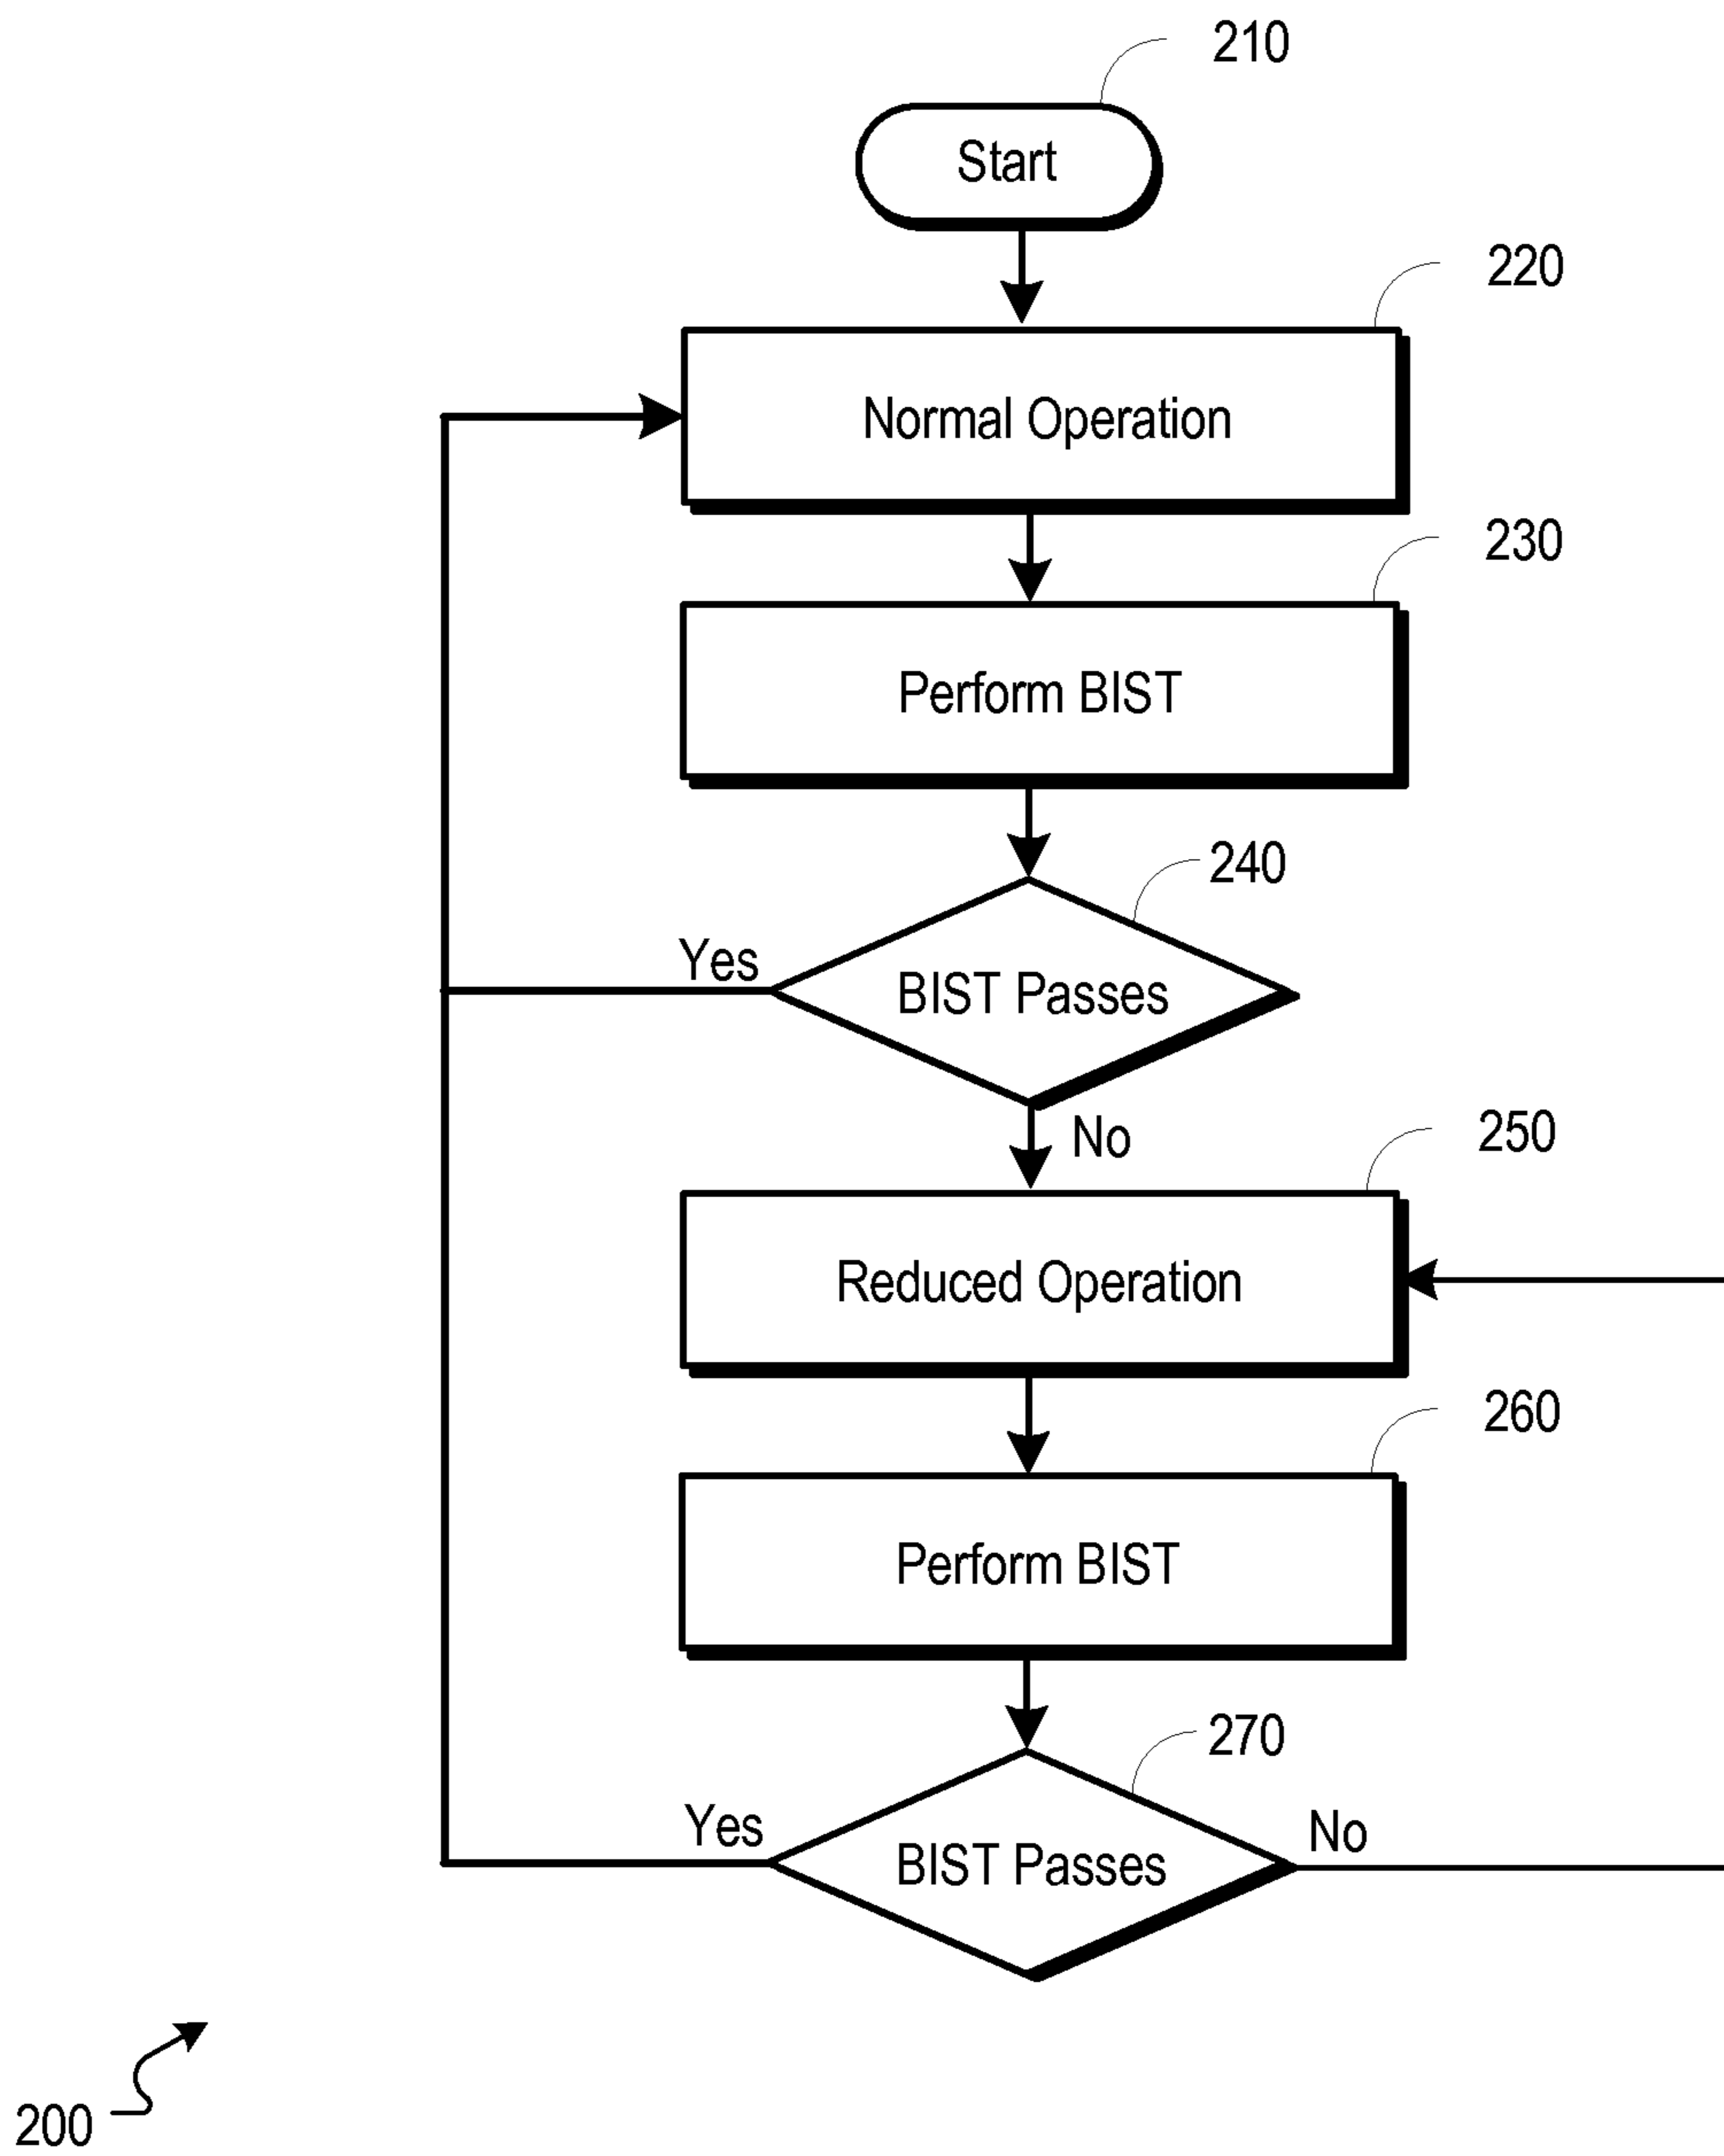 210
Start
220
Normal Operation
230
Perform BIST
240
Yes
BIST Passes
No
250
Reduced Operation
260
Perform BIST
270
Yes
No
BIST Passes
200